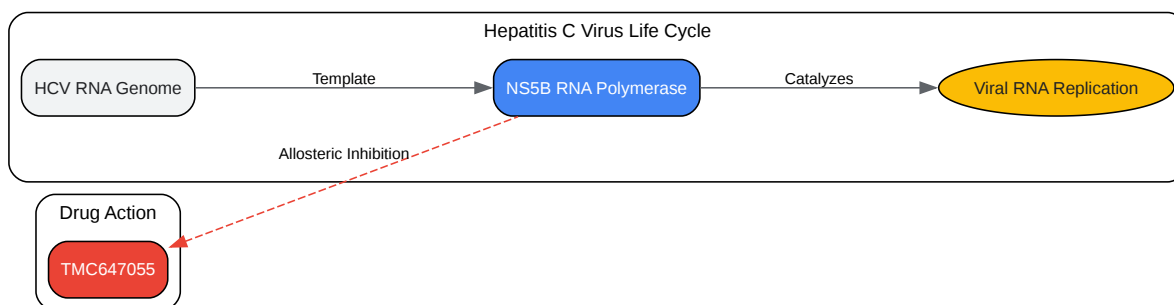 Hepatitis C Virus Life Cycle
HCV RNA Genome
Template
NS5B RNA Polymerase
Catalyzes
Viral RNA Replication
Allosteric Inhibition
Drug Action
TMC647055